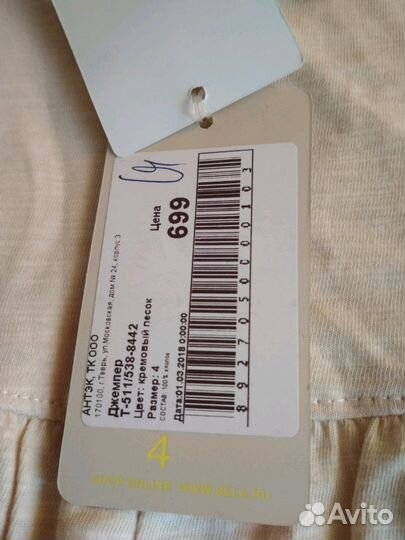 АНТЭК, ТК ООО
170100, г.Тверь, ул.Московская, дом № 24, корпус 3
Джемпер
Т-511/538-8442
Цвет: кремовый песок
Размер: 4
СОСТАВ: 100% хлопок
Дата:01.03.2018 0:00:00
Цена
699
8927050000103
4
WWW.SELA.RU
Avito